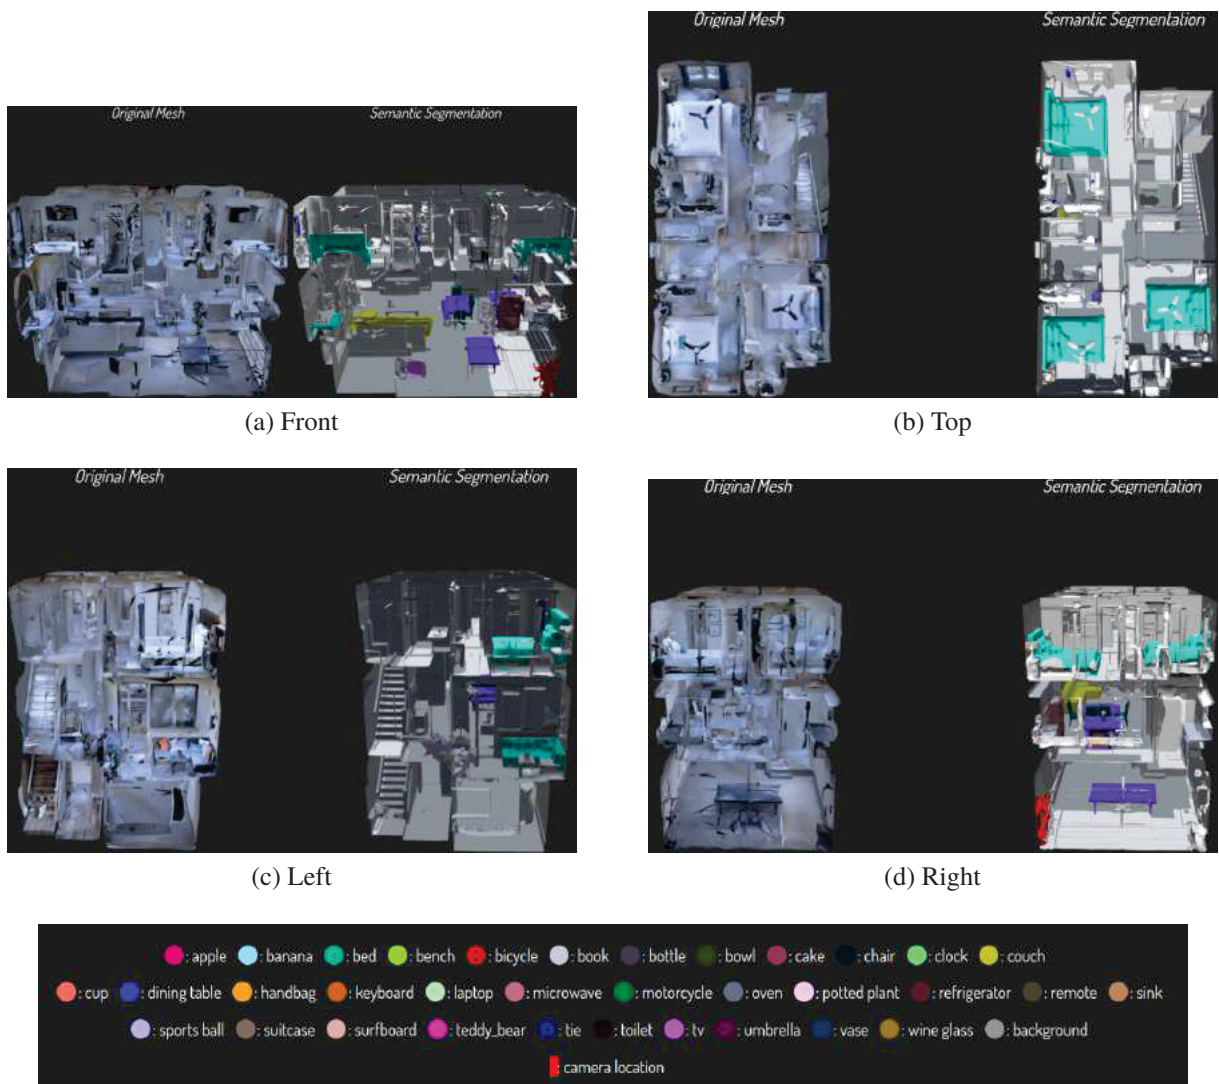 Original Mesh
Semantic Segmentation
Original Mesh
Semantic Segmentation
(a) Front
(b) Top
Original Mesh
Semantic Segmentation
Original Mesh
Semantic Segmentation
(c) Left
(d) Right
: apple : banana : bed : bench : bicycle : book : bottle : bowl : cake : chair : clock : couch
: cup : dining table : handbag : keyboard : laptop : microwave : motorcycle : oven : potted plant : refrigerator : remote : sink
: sports ball : suitcase : surfboard : teddy_bear : tie : toilet : tv : umbrella : vase : wine glass : background
: camera location